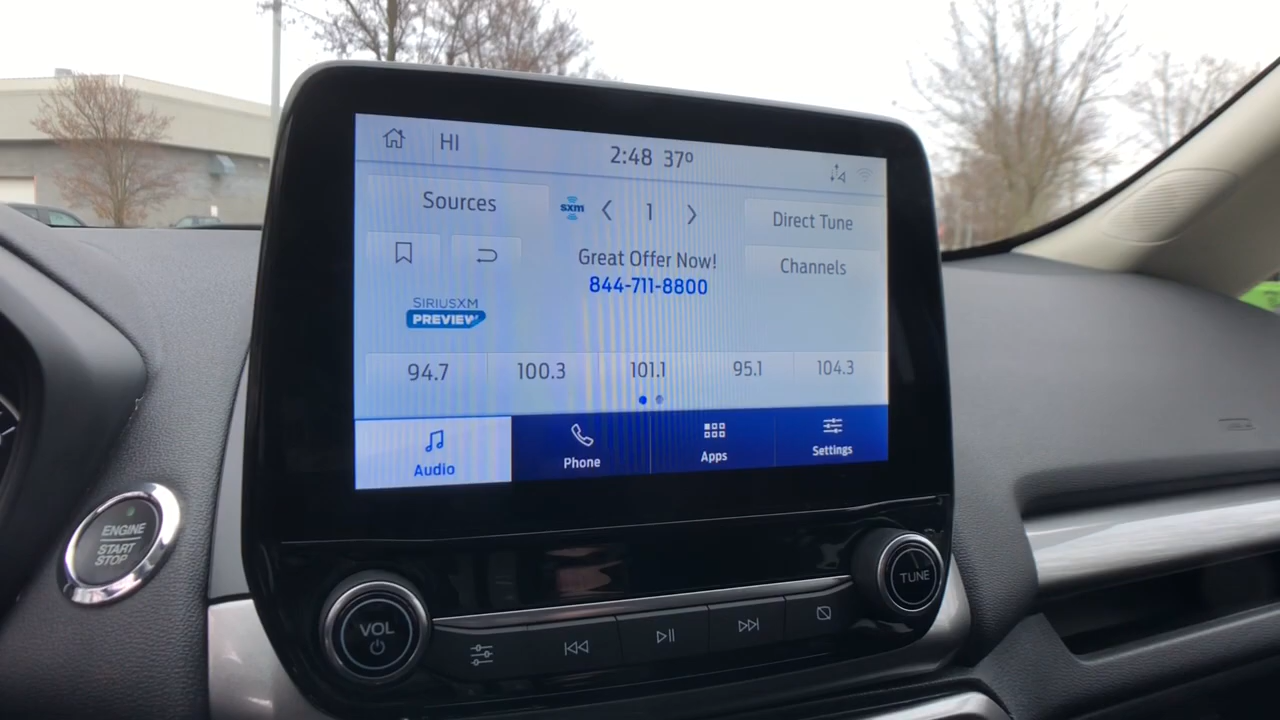 HI
2:48 37º
Sources
sxm
1
Direct Tune
Great Offer Now!
Channels
844-711-8800
SIRIUSXM
PREVIEW
94.7
100.3
101.1
95.1
104.3
Audio
Phone
Apps
Settings
ENGINE
START
STOP
VOL
TUNE